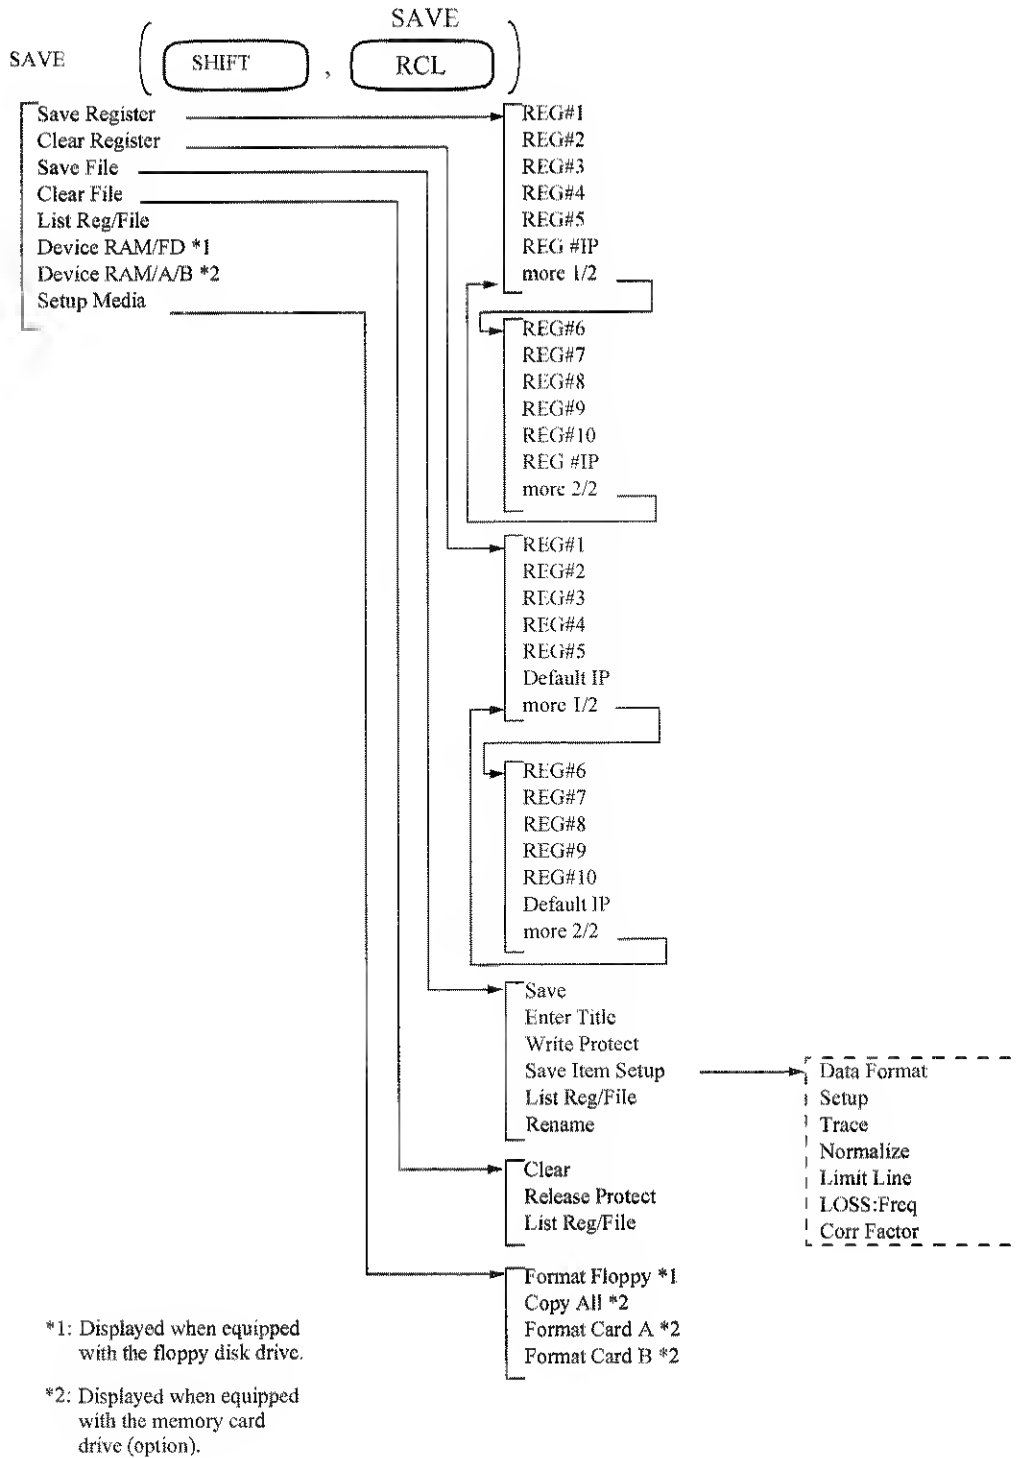 SAVE
SAVE ( SHIFT , RCL )
Save Register
Clear Register
Save File
Clear File
List Reg/File
Device RAM/FD *1
Device RAM/A/B *2
Setup Media
REG#1
REG#2
REG#3
REG#4
REG#5
REG #IP
more 1/2
REG#6
REG#7
REG#8
REG#9
REG#10
REG #IP
more 2/2
REG#1
REG#2
REG#3
REG#4
REG#5
Default IP
more 1/2
REG#6
REG#7
REG#8
REG#9
REG#10
Default IP
more 2/2
Save
Enter Title
Write Protect
Save Item Setup
List Reg/File
Rename
Data Format
Setup
Trace
Normalize
Limit Line
LOSS:Freq
Corr Factor
Clear
Release Protect
List Reg/File
Format Floppy *1
Copy All *2
Format Card A *2
Format Card B *2
*1: Displayed when equipped
with the floppy disk drive.
*2: Displayed when equipped
with the memory card
drive (option).